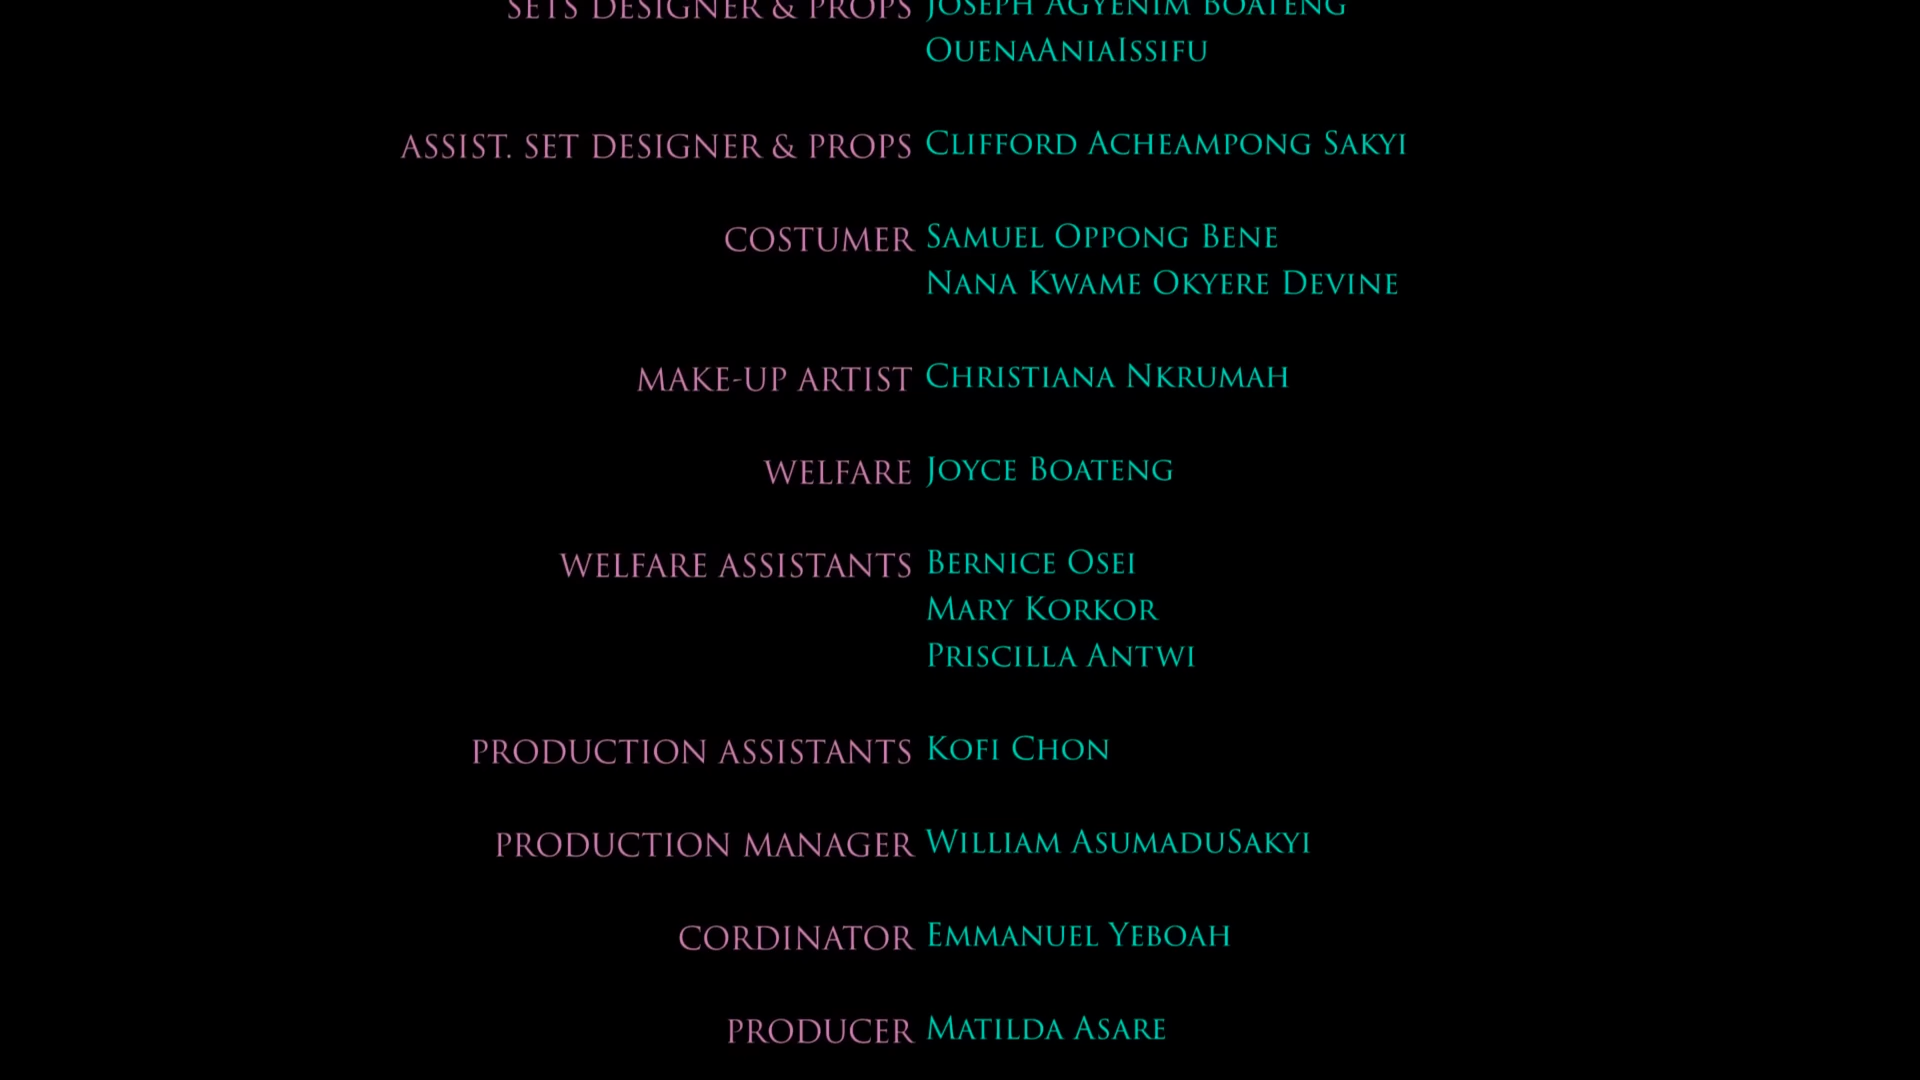 SETS DESIGNER & PROPS JOSEPH AGYENIM BOATENG
OUENAANIAISSIFU
ASSIST. SET DESIGNER & PROPS CLIFFORD ACHEAMPONG SAKYI
COSTUMER SAMUEL OPPONG BENE
NANA KWAME OKYERE DEVINE
MAKE-UP ARTIST CHRISTIANA NKRUMAH
WELFARE JOYCE BOATENG
WELFARE ASSISTANTS BERNICE OSEI
MARY KORKOR
PRISCILLA ANTWI
PRODUCTION ASSISTANTS KOFI CHON
PRODUCTION MANAGER WILLIAM ASUMADUSAKYI
CORDINATOR EMMANUEL YEBOAH
PRODUCER MATILDA ASARE